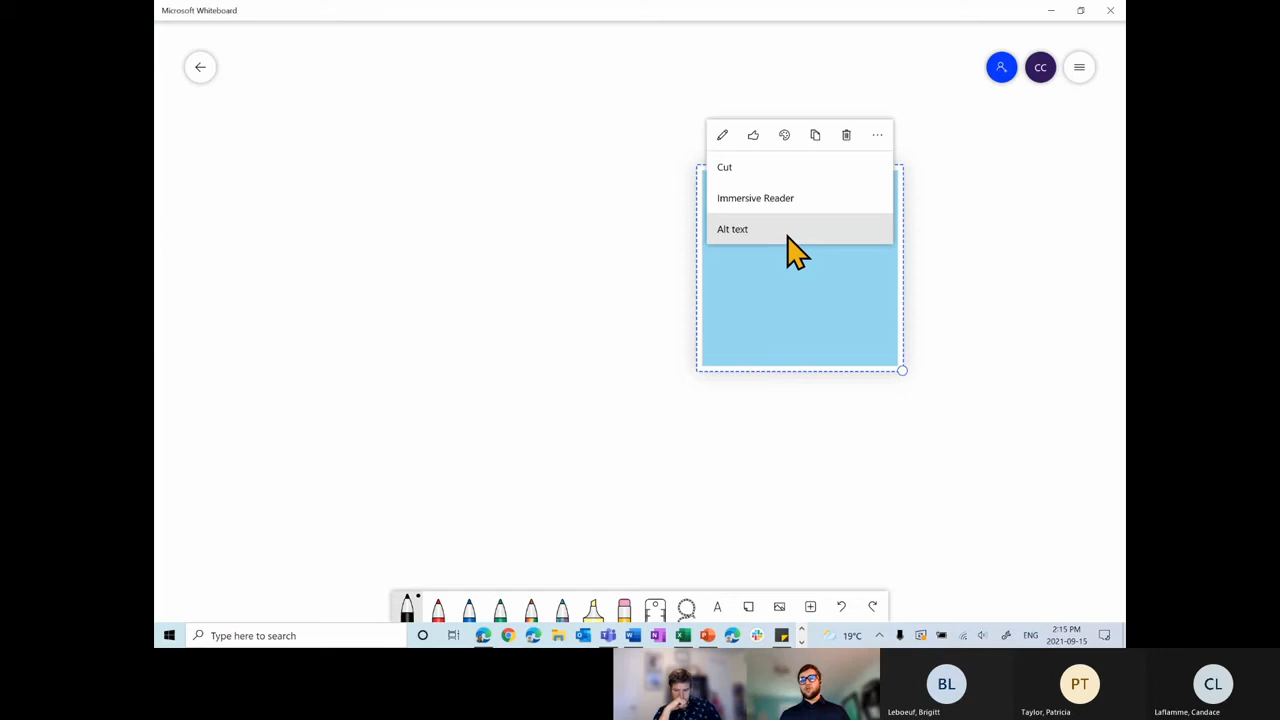 Microsoft Whiteboard
CC
Cut
Immersive Reader
Alt text
A
Type here to search
19°C
ENG
2:15 PM
2021-09-15
BL
PT
CL
Leboeuf, Brigitt
Taylor, Patricia
Laflamme, Candace